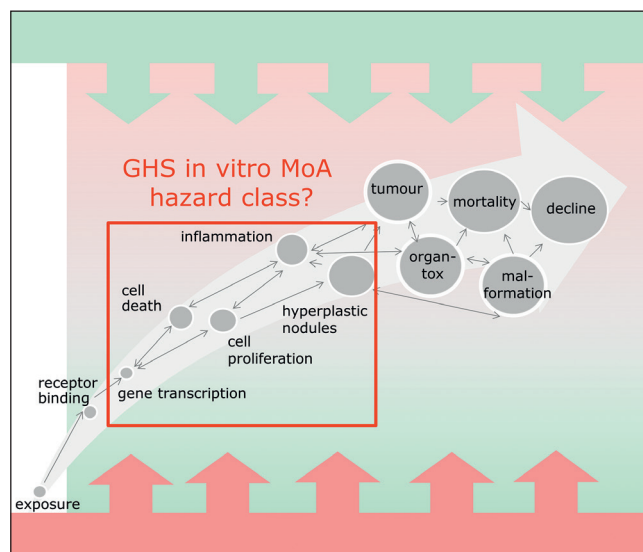 GHS in vitro MoA
hazard class?
tumour
mortality
decline
inflammation
organ-
tox
mal-
formation
cell
death
hyperplastic
nodules
cell
proliferation
receptor
binding
gene transcription
exposure